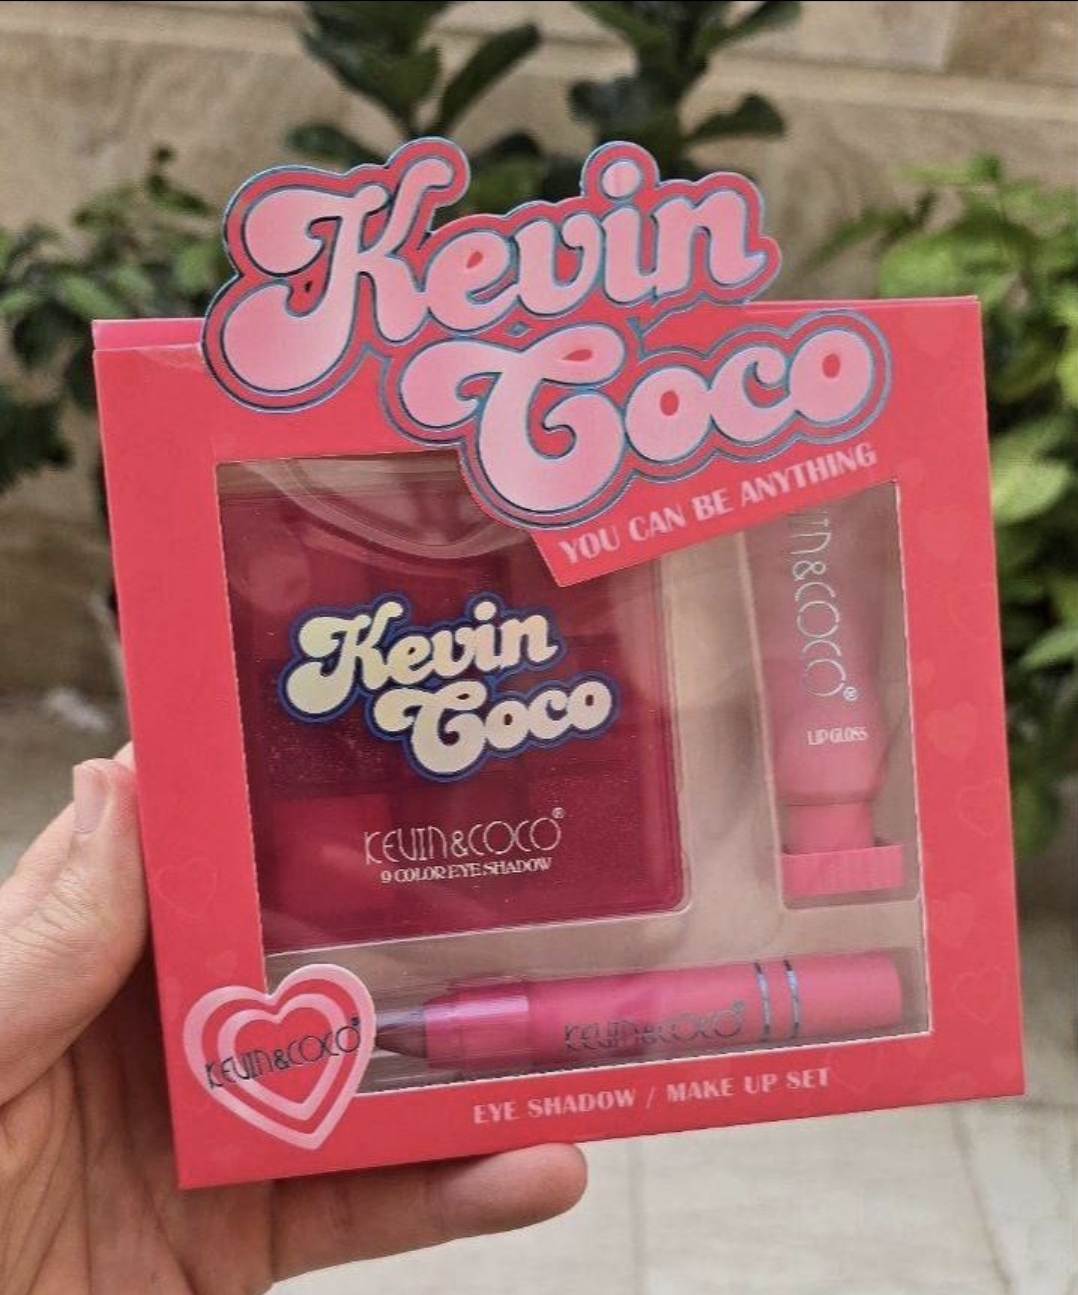 Kevin
Coco
YOU CAN BE ANYTHING
Kevin
Coco
KEVIN&COCO®
9 COLOR EYE SHADOW
IN&COCO®
LIP GLOSS
KEVIN&COCO®
KEVIN&COCO®
EYE SHADOW / MAKE UP SET